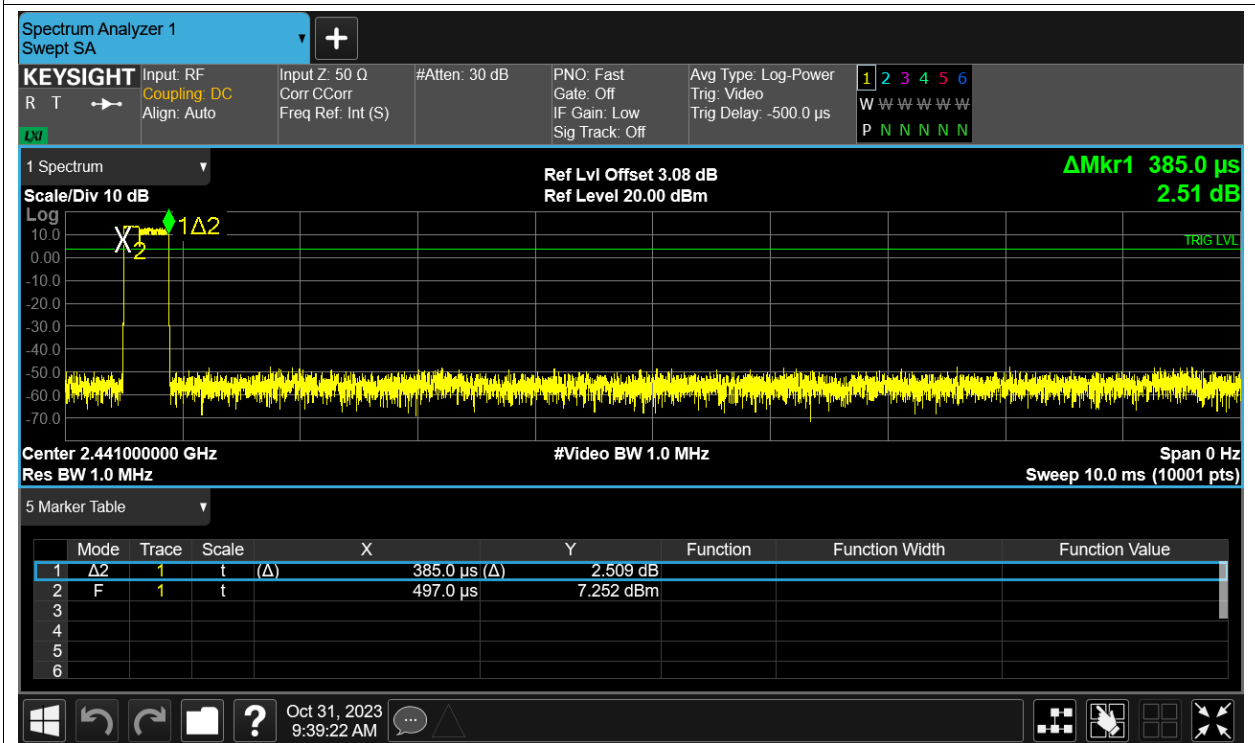 Spectrum Analyzer 1
Swept SA
+
KEYSIGHT Input: RF Input Z: 50 Ω #Atten: 30 dB PNO: Fast Avg Type: Log-Power 1 2 3 4 5 6
R T Coupling: DC Corr CCorr Gate: Off Trig: Video W W W W W W
Align: Auto Freq Ref: Int (S) IF Gain: Low Trig Delay: -500.0 µs P N N N N N
LXI Sig Track: Off
1 Spectrum Ref Lvl Offset 3.08 dB ΔMkr1 385.0 µs
Scale/Div 10 dB Ref Level 20.00 dBm 2.51 dB
Log
10.0 X 2 1Δ2 TRIG LVL
0.00
-10.0
-20.0
-30.0
-40.0
-50.0
-60.0
-70.0
Center 2.441000000 GHz #Video BW 1.0 MHz Span 0 Hz
Res BW 1.0 MHz Sweep 10.0 ms (10001 pts)
5 Marker Table
Mode Trace Scale X Y Function Function Width Function Value
1 Δ2 1 t (Δ) 385.0 µs (Δ) 2.509 dB
2 F 1 t 497.0 µs 7.252 dBm
3
4
5
6
? Oct 31, 2023
9:39:22 AM